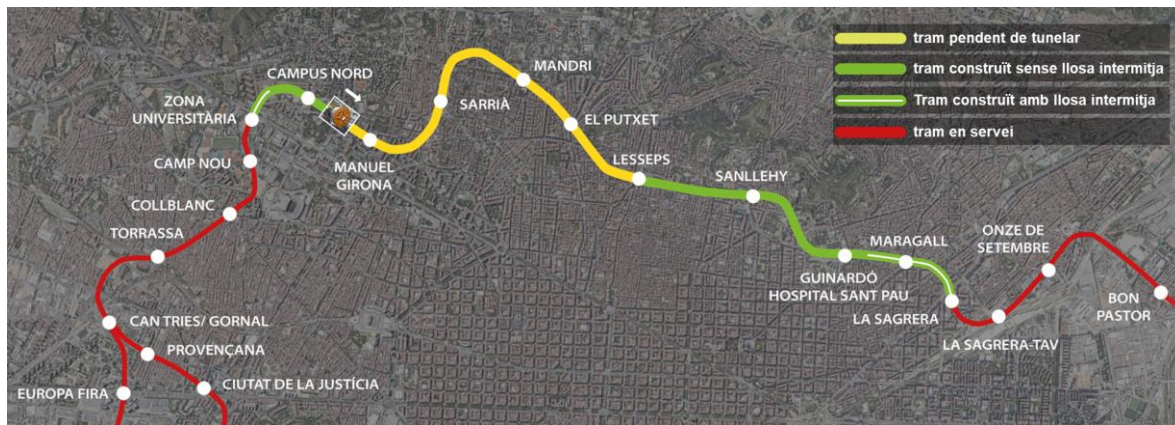 tram pendent de tunelar
tram construït sense llosa intermitja
Tram construït amb llosa intermitja
tram en servei
CAMPUS NORD
ZONA
UNIVERSITÀRIA
CAMP NOU
COLLBLANC
TORRASSA
CAN TRIES/ GORNAL
PROVENÇANA
CIUTAT DE LA JUSTÍCIA
EUROPA FIRA
MANUEL
GIRONA
SARRIÀ
MANDRI
EL PUTXET
LESSEPS
SANLLEHY
GUINARDÓ
HOSPITAL SANT PAU
MARAGALL
LA SAGRERA
LA SAGRERA-TAV
ONZE DE
SETEMBRE
BON
PASTOR